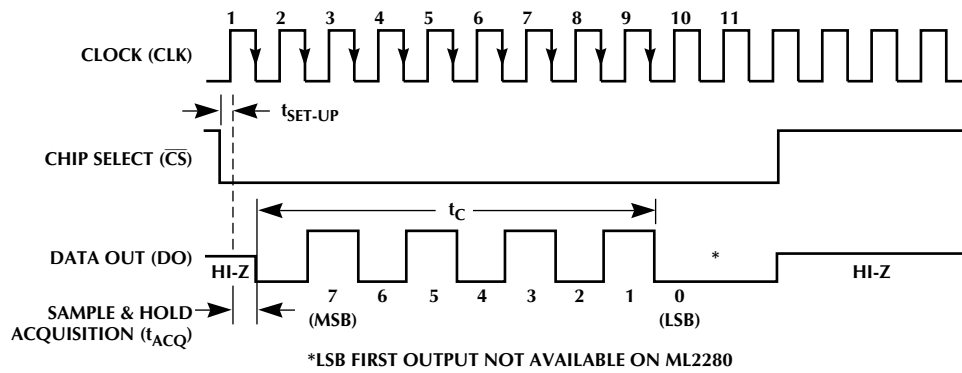 1 2 3 4 5 6 7 8 9 10 11
CLOCK (CLK)
tSET-UP
CHIP SELECT (C̅S̅)
tC
DATA OUT (DO)
*
HI-Z HI-Z
7 6 5 4 3 2 1 0
(MSB) (LSB)
SAMPLE & HOLD
ACQUISITION (tACQ)
*LSB FIRST OUTPUT NOT AVAILABLE ON ML2280